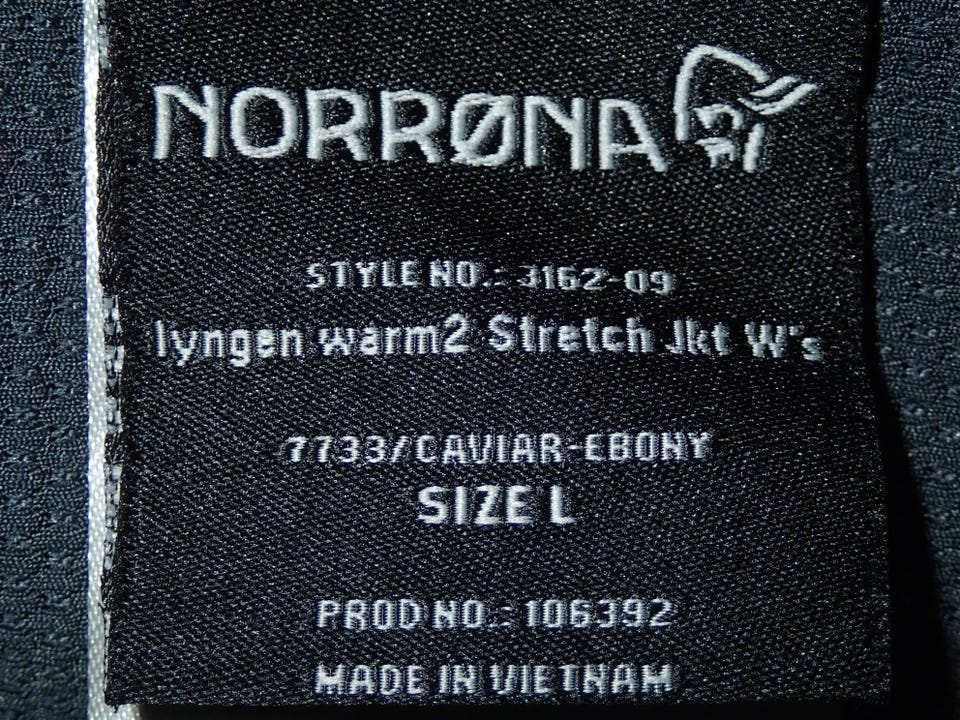 NORRØNA
STYLE NO.: 3162-09
lyngen warm2 Stretch Jkt W's
7733/CAVIAR-EBONY
SIZE L
PROD NO.: 106392
MADE IN VIETNAM